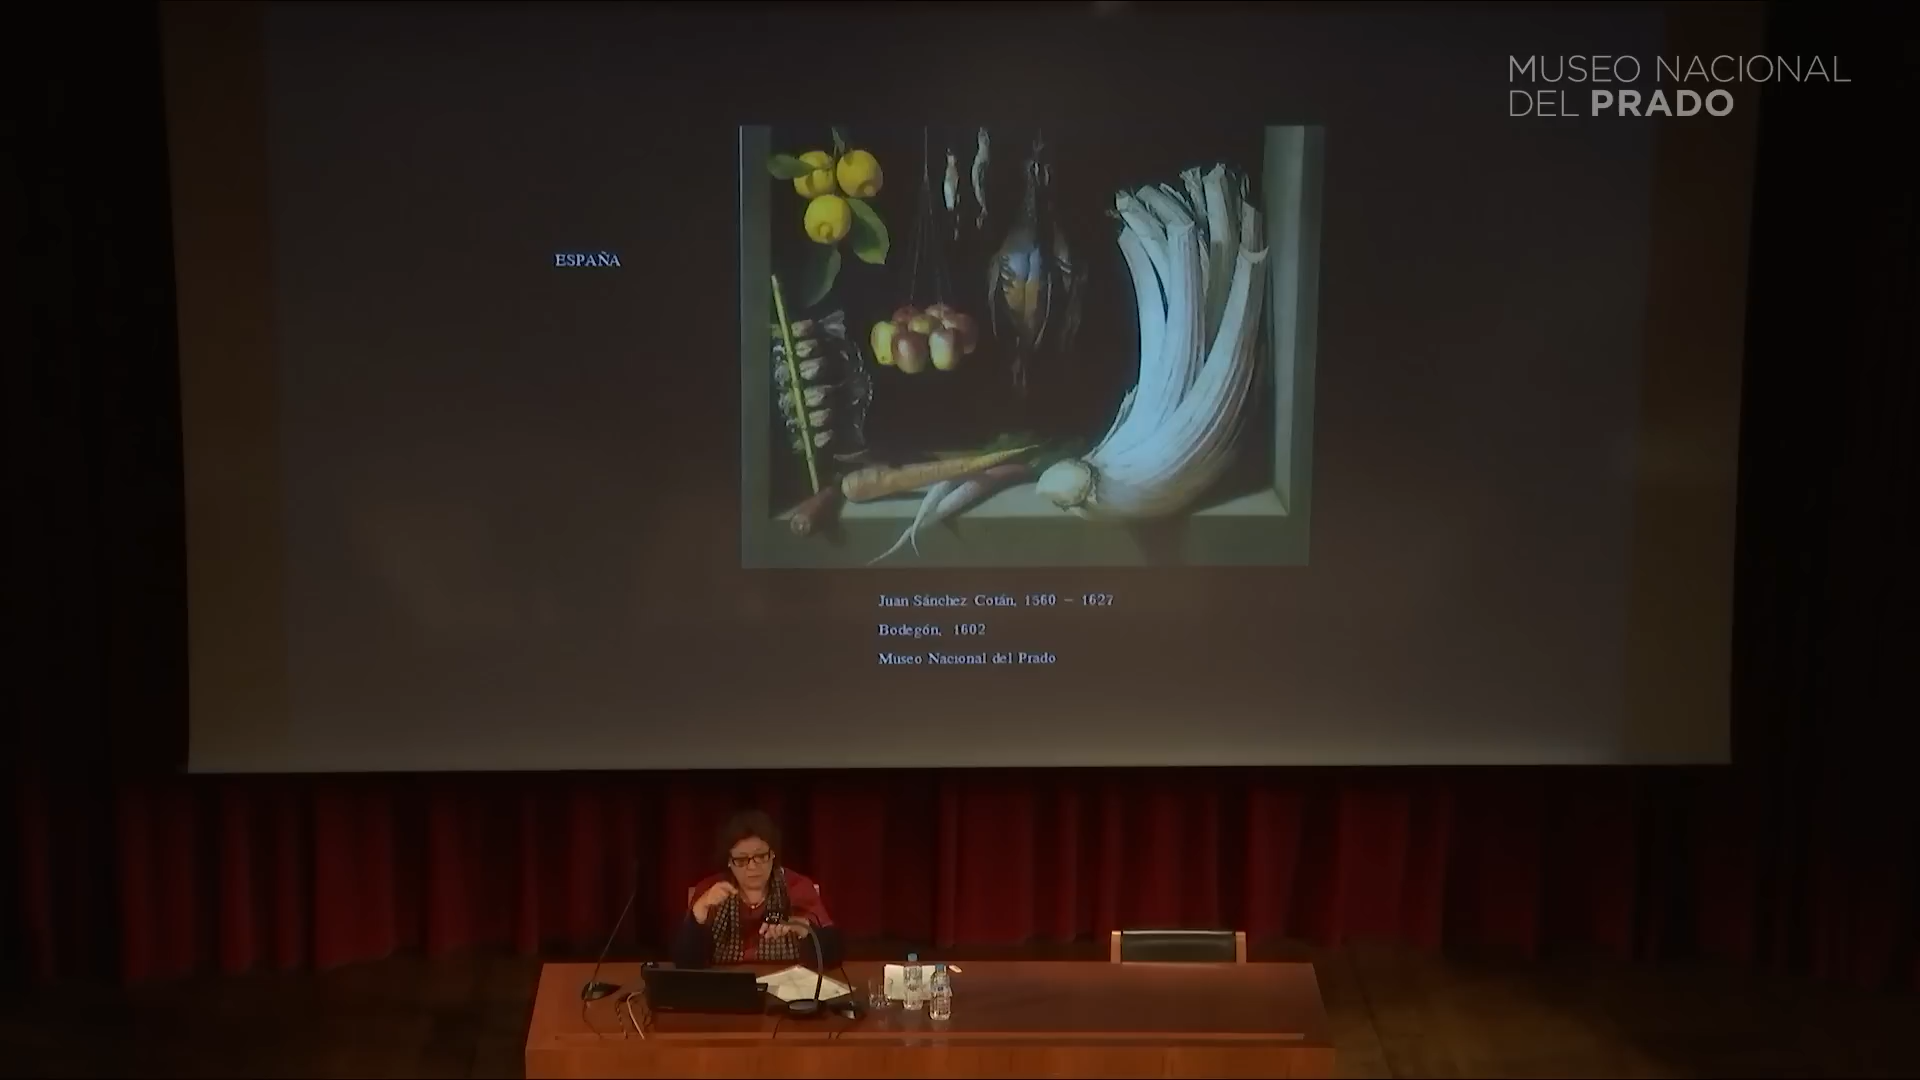 MUSEO NACIONAL
DEL PRADO
ESPAÑA
Juan Sánchez Cotán, 1560 – 1627
Bodegón, 1602
Museo Nacional del Prado